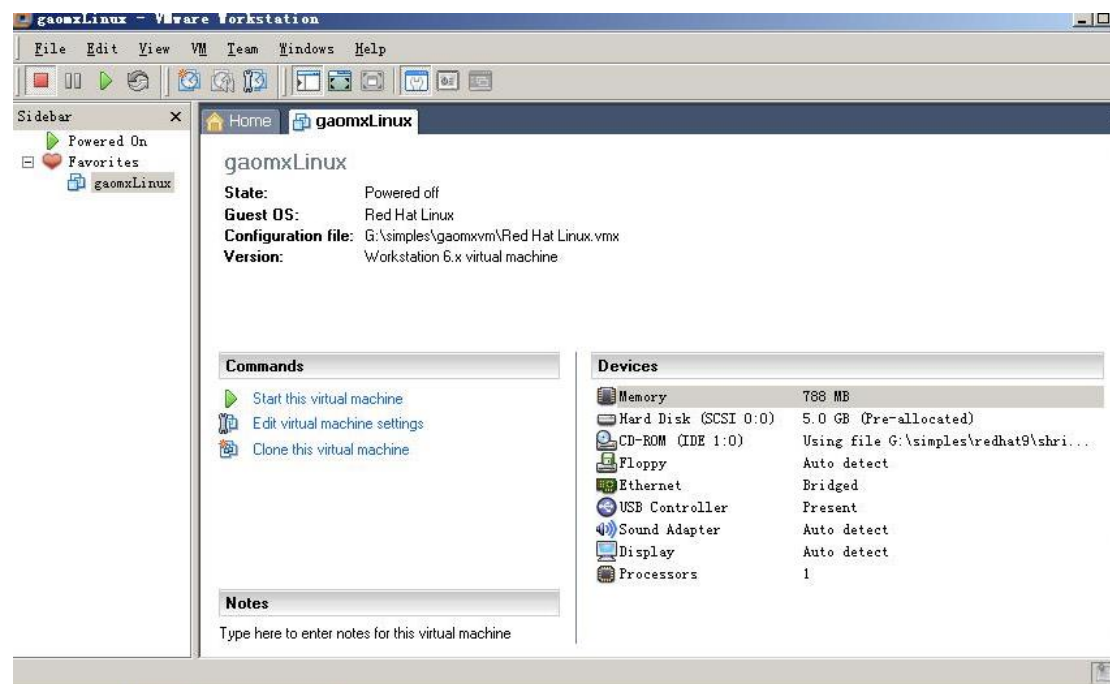 gaomxLinux - VMware Workstation
File Edit View VM Team Windows Help
Sidebar x
Powered On
Favorites
gaomxLinux
Home gaomxLinux
gaomxLinux
State: Powered off
Guest OS: Red Hat Linux
Configuration file: G:\simples\gaomxvm\Red Hat Linux.vmx
Version: Workstation 6.x virtual machine
Commands
Start this virtual machine
Edit virtual machine settings
Clone this virtual machine
Notes
Type here to enter notes for this virtual machine
Devices
Memory 788 MB
Hard Disk (SCSI 0:0) 5.0 GB (Pre-allocated)
CD-ROM (IDE 1:0) Using file G:\simples\redhat9\shri...
Floppy Auto detect
Ethernet Bridged
USB Controller Present
Sound Adapter Auto detect
Display Auto detect
Processors 1